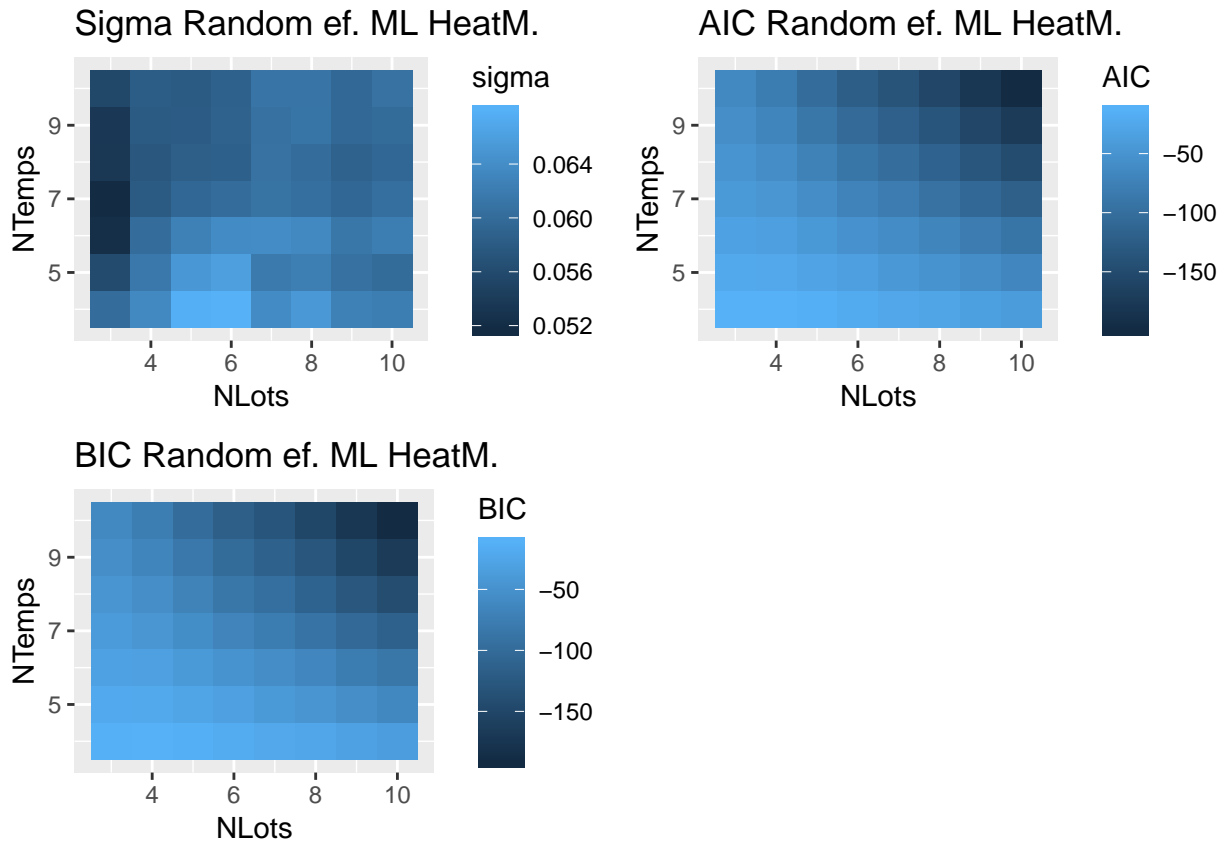 Sigma Random ef. ML HeatM.
sigma
0.064
0.060
0.056
0.052
NTemps
9
7
5
4 6 8 10
NLots
AIC Random ef. ML HeatM.
AIC
−50
−100
−150
NTemps
9
7
5
4 6 8 10
NLots
BIC Random ef. ML HeatM.
BIC
−50
−100
−150
NTemps
9
7
5
4 6 8 10
NLots